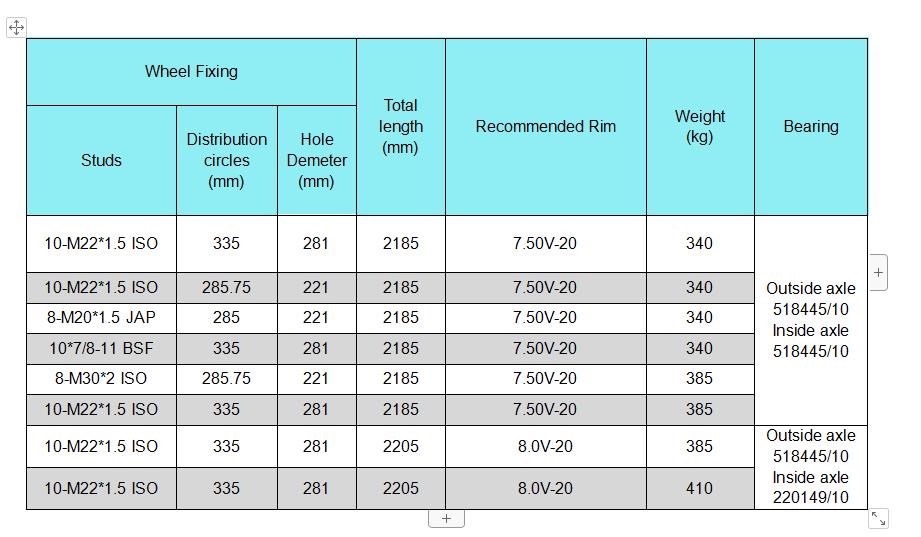 Wheel Fixing
Total
length
(mm)
Recommended Rim
Weight
(kg)
Bearing
Studs
Distribution
circles
(mm)
Hole
Demeter
(mm)
10-M22*1.5 ISO 335 281 2185 7.50V-20 340
10-M22*1.5 ISO 285.75 221 2185 7.50V-20 340
8-M20*1.5 JAP 285 221 2185 7.50V-20 340
10*7/8-11 BSF 335 281 2185 7.50V-20 340
8-M30*2 ISO 285.75 221 2185 7.50V-20 385
10-M22*1.5 ISO 335 281 2185 7.50V-20 385
Outside axle
518445/10
Inside axle
518445/10
10-M22*1.5 ISO 335 281 2205 8.0V-20 385
10-M22*1.5 ISO 335 281 2205 8.0V-20 410
Outside axle
518445/10
Inside axle
220149/10